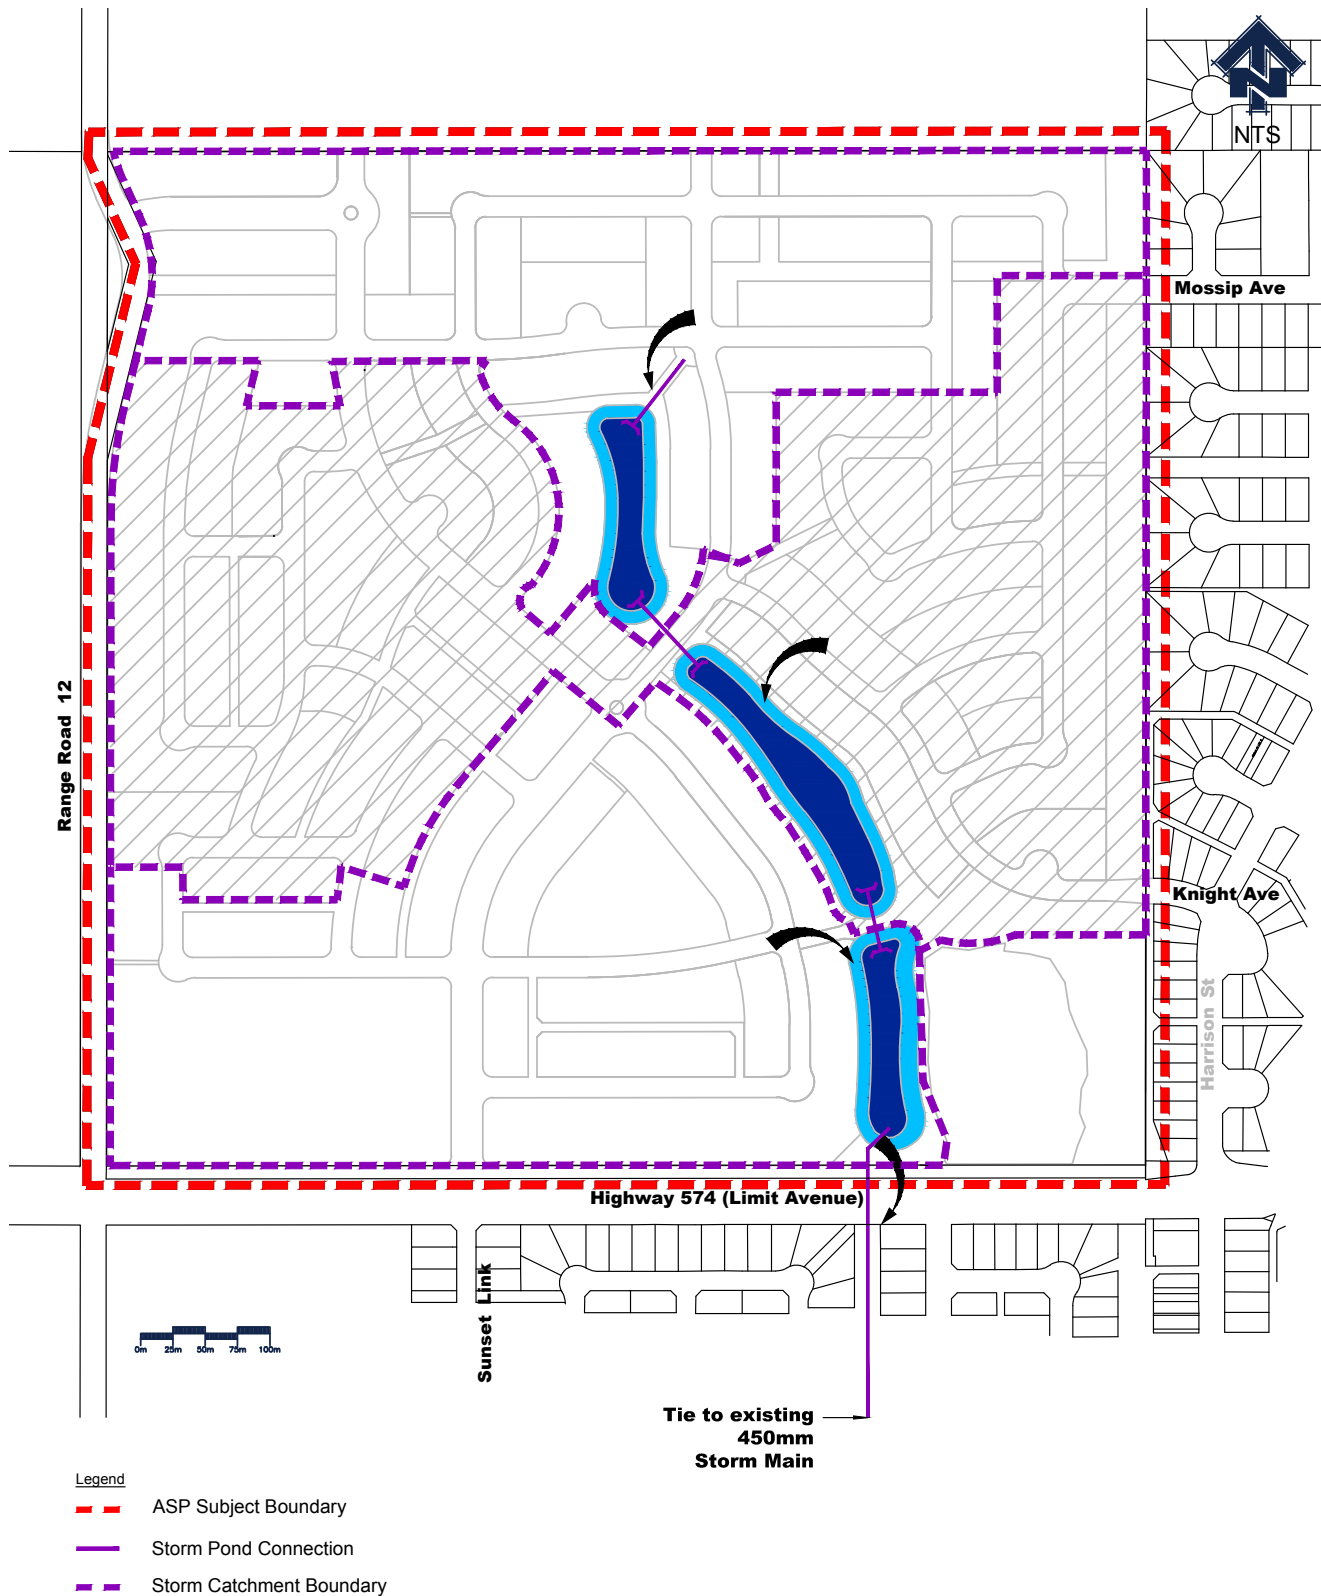 NTS
Mossip Ave
Range Road 12
Knight Ave
Harrison St
Highway 574 (Limit Avenue)
Sunset Link
0m 25m 50m 75m 100m
Tie to existing
450mm
Storm Main
Legend
ASP Subject Boundary
Storm Pond Connection
Storm Catchment Boundary